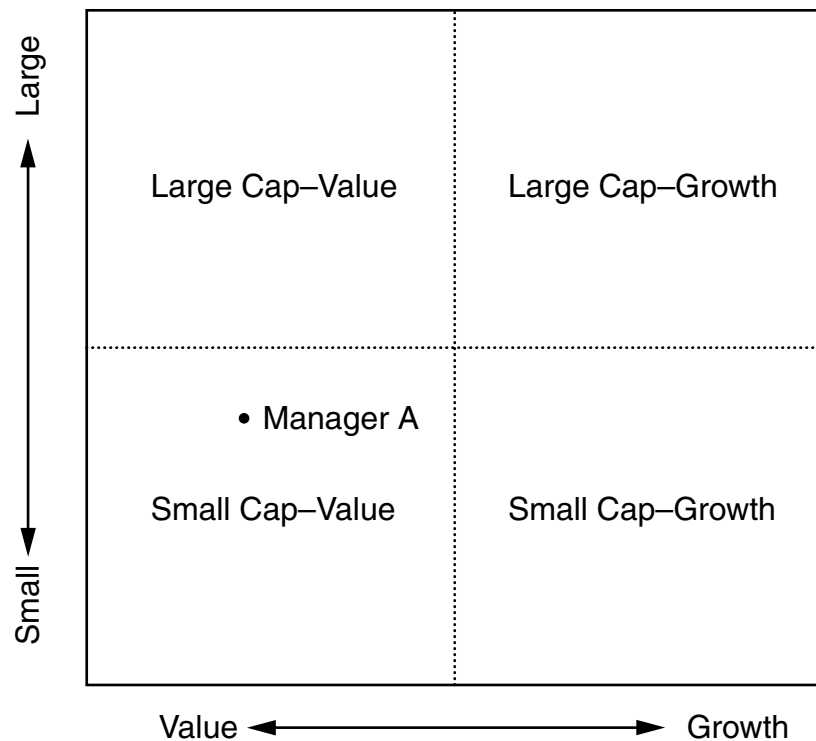 Large
Large Cap–Value
Large Cap–Growth
• Manager A
Small Cap–Value
Small Cap–Growth
Small
Value
Growth